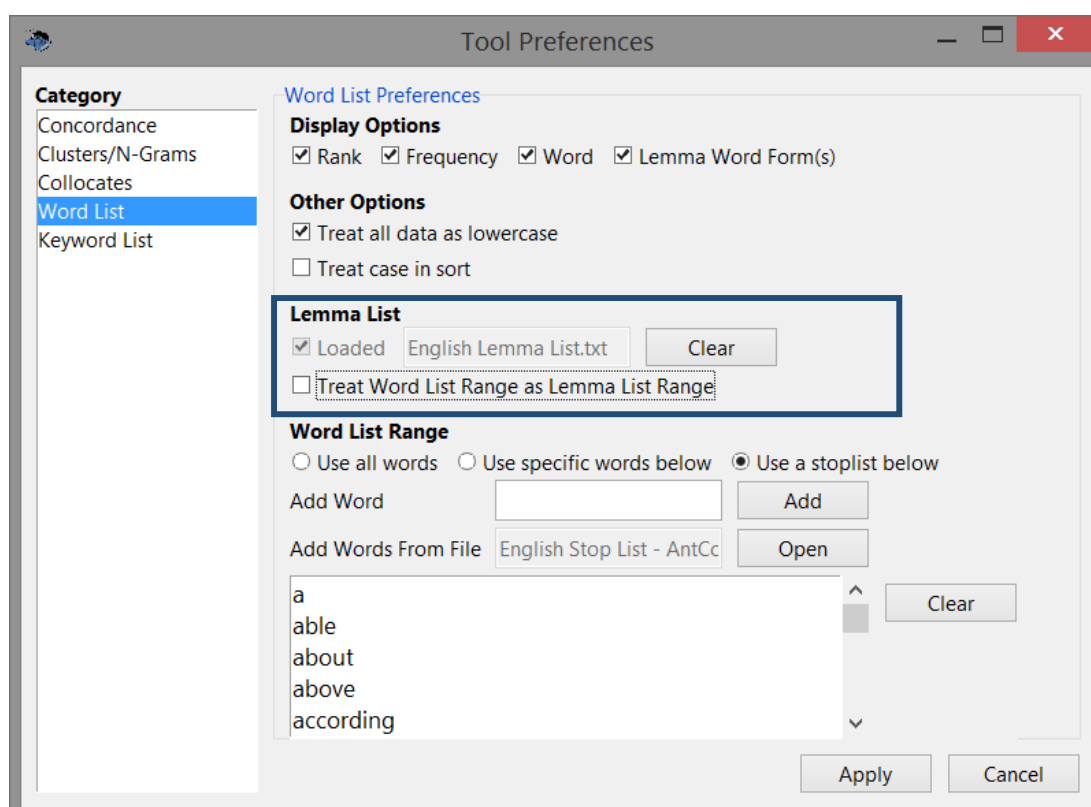 Tool Preferences
Category
Concordance
Clusters/N-Grams
Collocates
Word List
Keyword List
Word List Preferences
Display Options
Rank Frequency Word Lemma Word Form(s)
Other Options
Treat all data as lowercase
Treat case in sort
Lemma List
Loaded English Lemma List.txt Clear
Treat Word List Range as Lemma List Range
Word List Range
Use all words Use specific words below Use a stoplist below
Add Word Add
Add Words From File English Stop List - AntCc Open
a
able
about
above
according
Clear
Apply Cancel